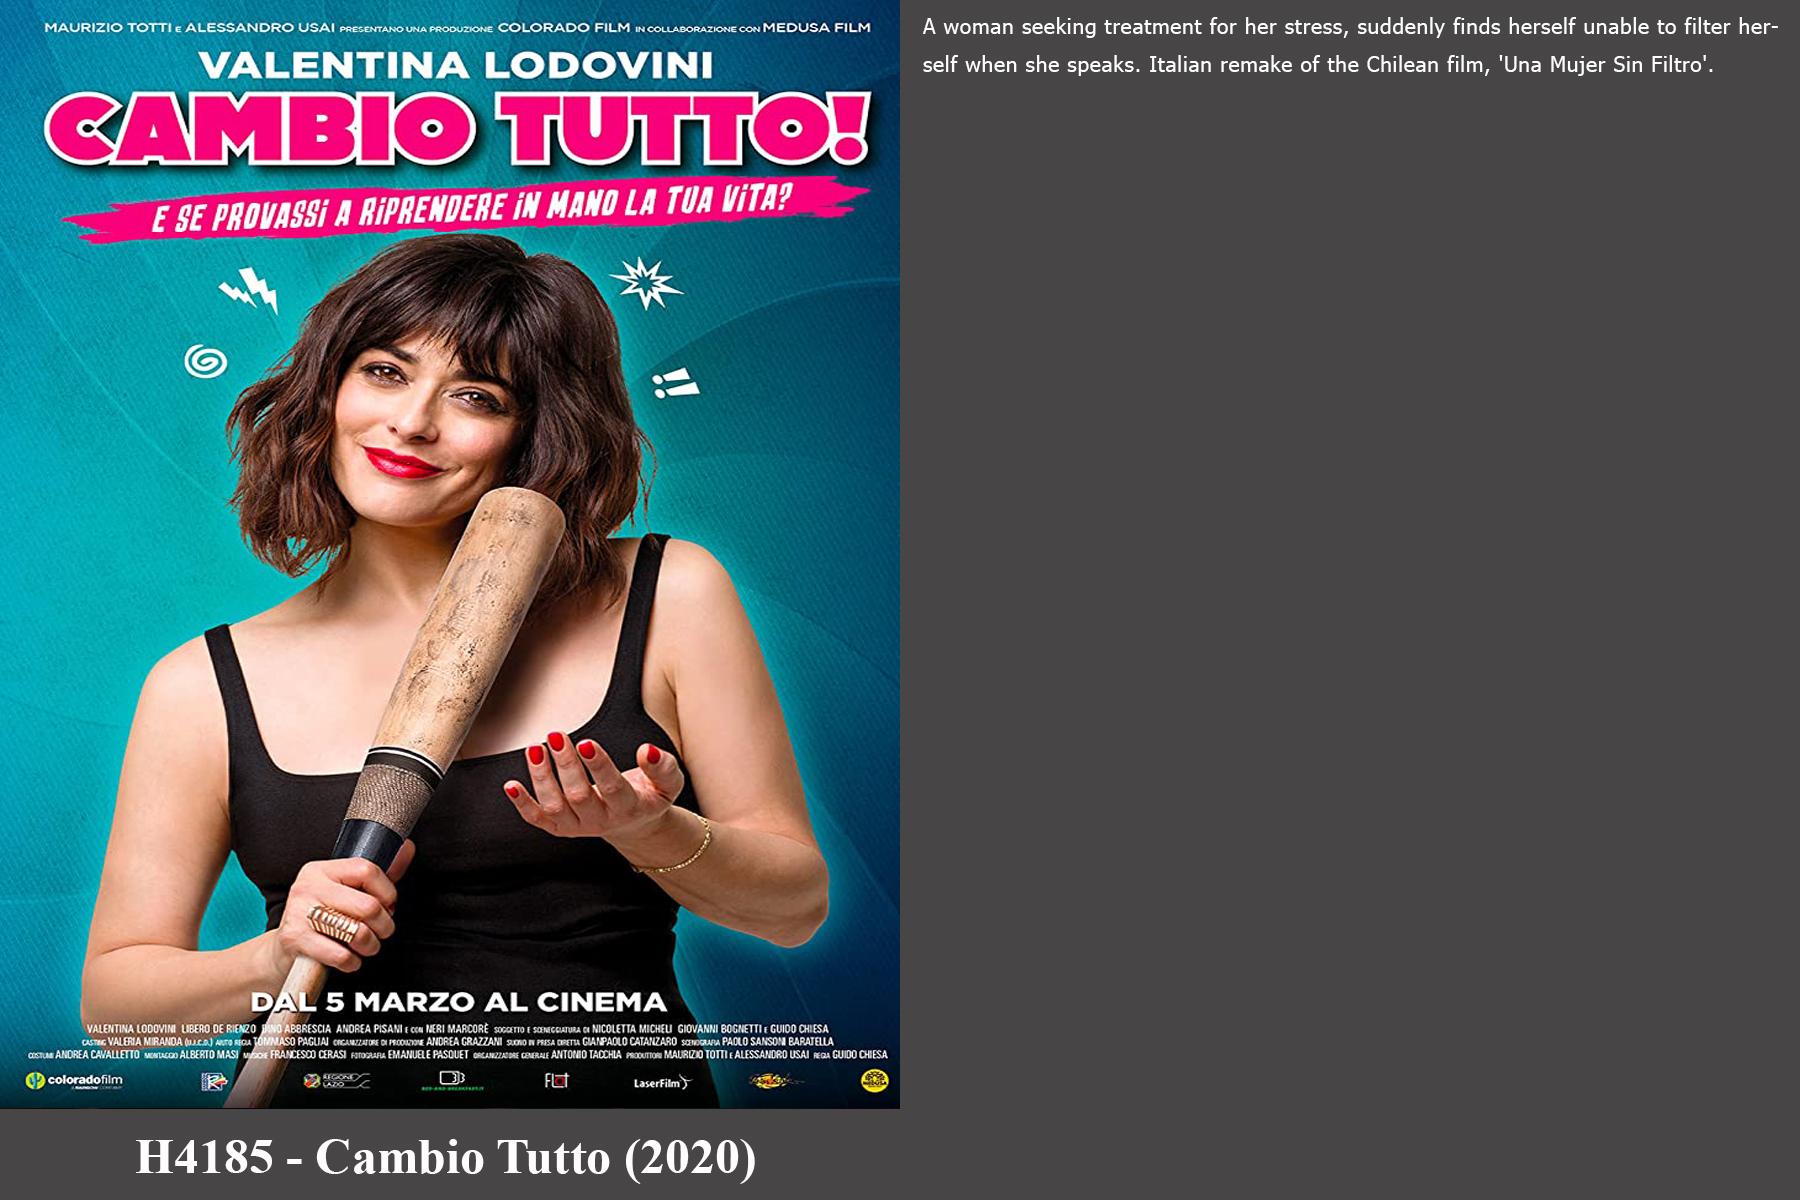 MAURIZIO TOTTI E ALESSANDRO USAI PRESENTANO UNA PRODUZIONE COLORADO FILM IN COLLABORAZIONE CON MEDUSA FILM
VALENTINA LODOVINI
CAMBIO TUTTO!
E SE PROVASSI A RIPRENDERE IN MANO LA TUA VITA?
DAL 5 MARZO AL CINEMA
VALENTINA LODOVINI LIBERO DE RIENZO DINO ABBRESCIA ANDREA PISANI E CON NERI MARCORÈ SOGGETTO E SCENEGGIATURA DI NICOLETTA MICHELI GIOVANNI BOGNETTI E GUIDO CHIESA
CASTING VALERIA MIRANDA (U.I.C.D.) AIUTO REGIA TOMMASO PAGLIAI ORGANIZZATORE DI PRODUZIONE ANDREA GRAZZANI SUONO IN PRESA DIRETTA GIANPAOLO CATANZARO SCENOGRAFIA PAOLO SANSONI BARATELLA
COSTUMI ANDREA CAVALLETTO MONTAGGIO ALBERTO MASI MUSICHE FRANCESCO CERASI FOTOGRAFIA EMANUELE PASQUET ORGANIZZATORE GENERALE ANTONIO TACCHIA PRODUTTORI MAURIZIO TOTTI E ALESSANDRO USAI REGIA GUIDO CHIESA
coloradofilm REGIONE LAZIO LaserFilm MEDUSA
H4185 - Cambio Tutto (2020)
A woman seeking treatment for her stress, suddenly finds herself unable to filter her-
self when she speaks. Italian remake of the Chilean film, 'Una Mujer Sin Filtro'.